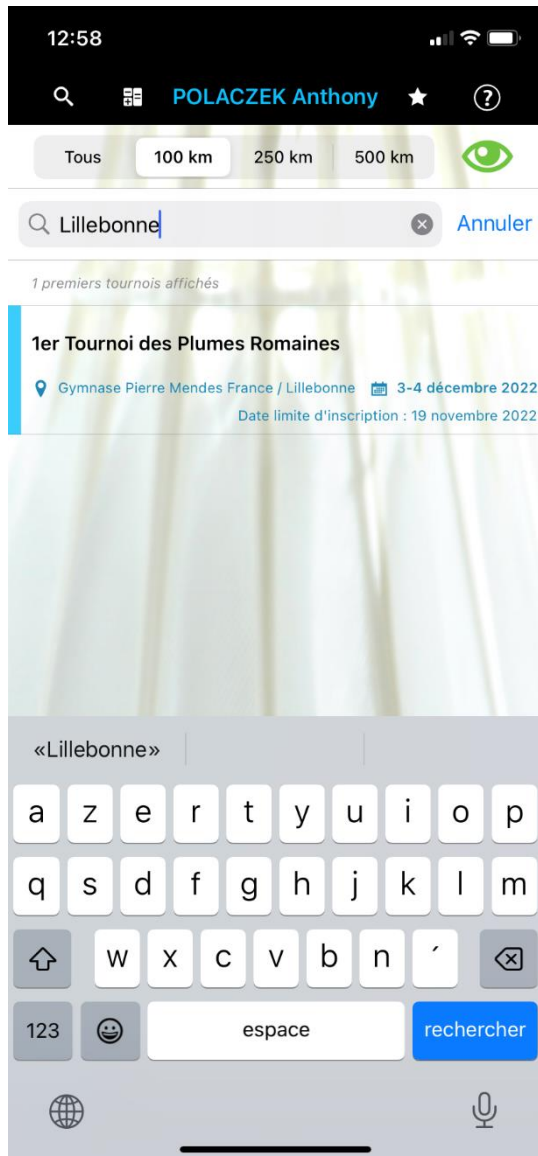 12:58
POLACZEK Anthony
Tous 100 km 250 km 500 km
Lillebonne Annuler
1 premiers tournois affichés
1er Tournoi des Plumes Romaines
Gymnase Pierre Mendes France / Lillebonne 3-4 décembre 2022
Date limite d'inscription : 19 novembre 2022
«Lillebonne»
a z e r t y u i o p
q s d f g h j k l m
w x c v b n ´
123 espace rechercher